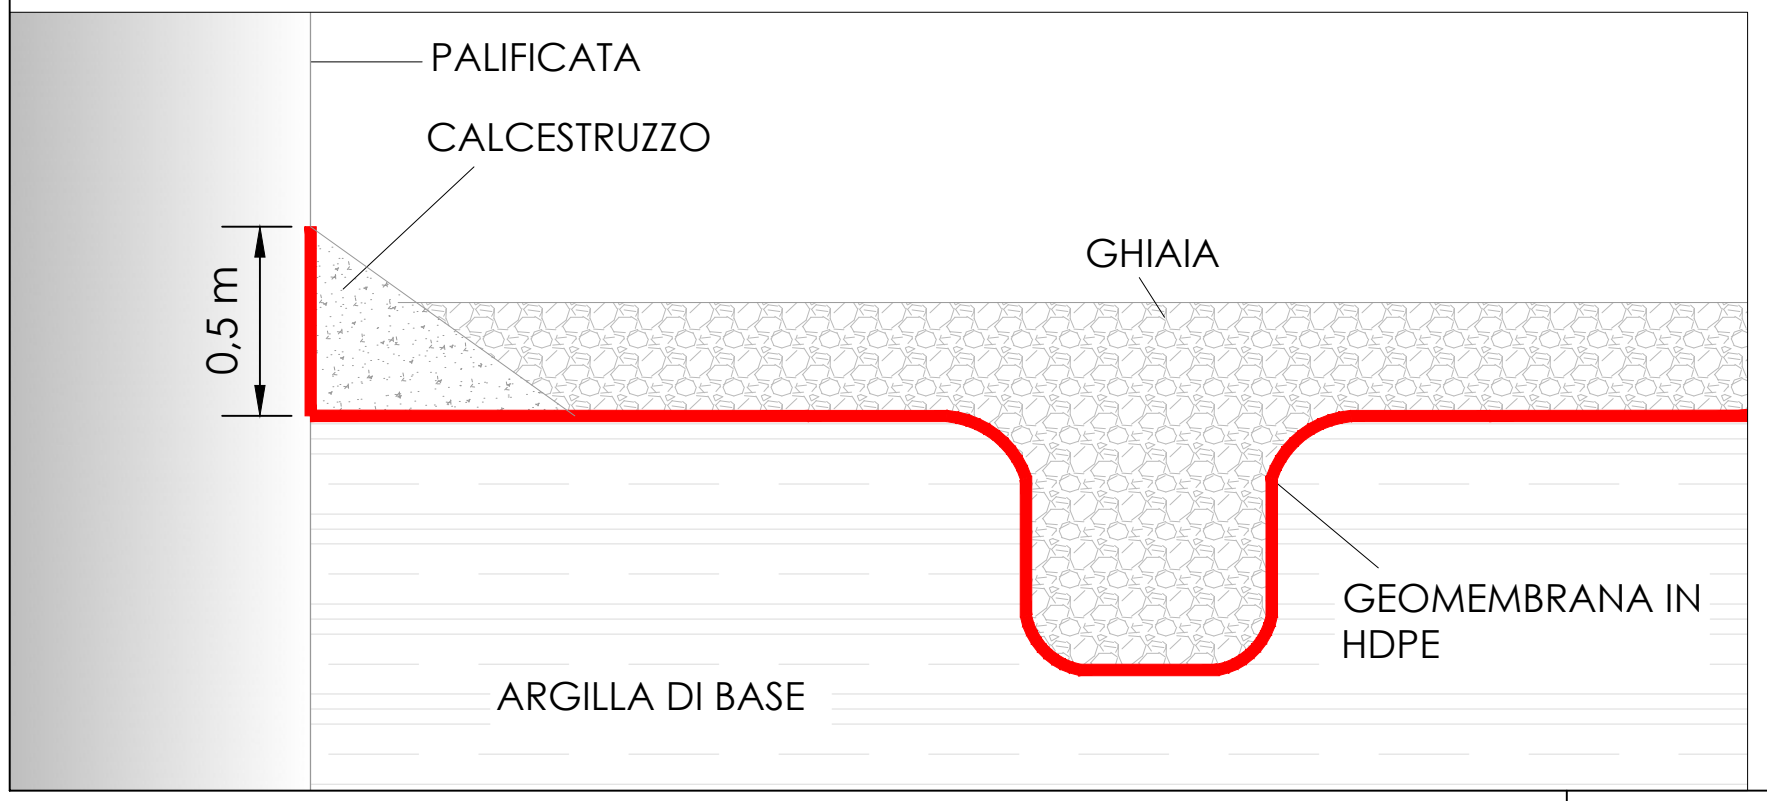 PALIFICATA
CALCESTRUZZO
GHIAIA
0,5 m
GEOMEMBRANA IN
HDPE
ARGILLA DI BASE